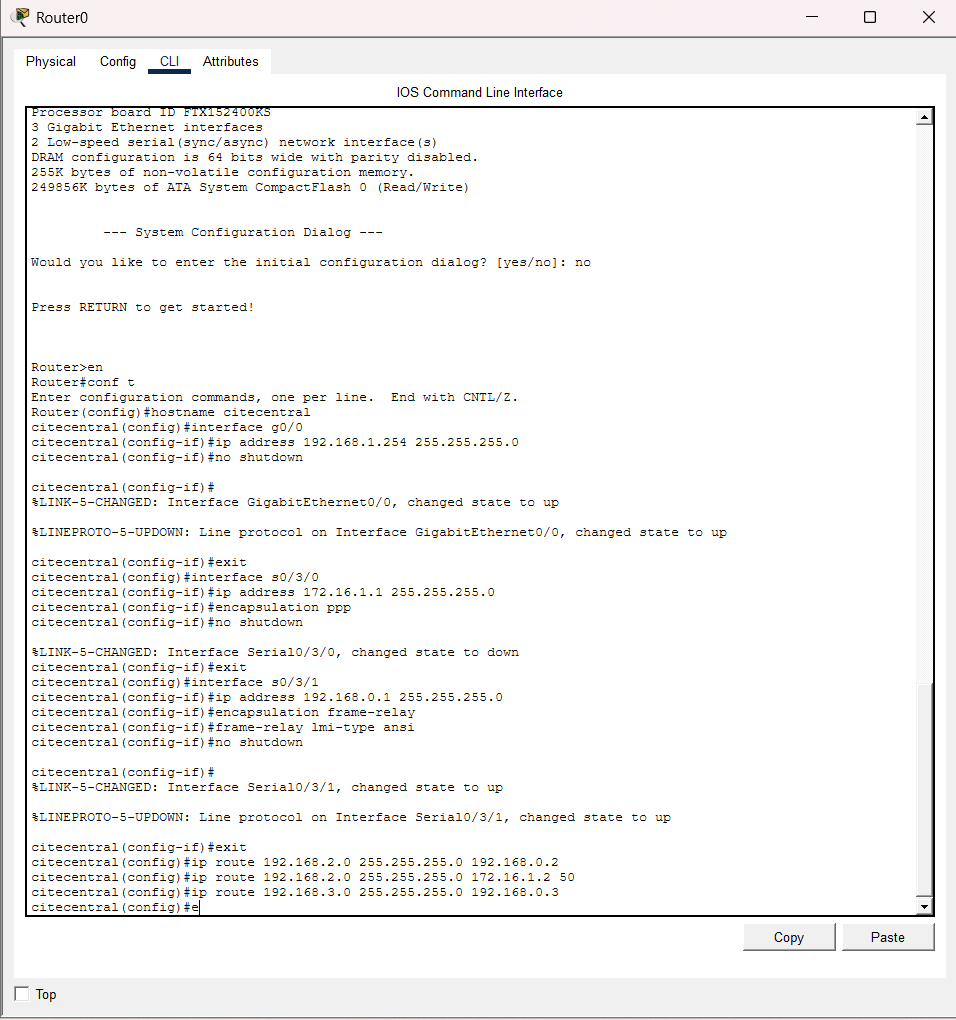 Router0
Physical Config CLI Attributes
IOS Command Line Interface
Processor board ID FTX152400KS
3 Gigabit Ethernet interfaces
2 Low-speed serial(sync/async) network interface(s)
DRAM configuration is 64 bits wide with parity disabled.
255K bytes of non-volatile configuration memory.
249856K bytes of ATA System CompactFlash 0 (Read/Write)
--- System Configuration Dialog ---
Would you like to enter the initial configuration dialog? [yes/no]: no
Press RETURN to get started!
Router>en
Router#conf t
Enter configuration commands, one per line.  End with CNTL/Z.
Router(config)#hostname citecentral
citecentral(config)#interface g0/0
citecentral(config-if)#ip address 192.168.1.254 255.255.255.0
citecentral(config-if)#no shutdown
citecentral(config-if)#
%LINK-5-CHANGED: Interface GigabitEthernet0/0, changed state to up
%LINEPROTO-5-UPDOWN: Line protocol on Interface GigabitEthernet0/0, changed state to up
citecentral(config-if)#exit
citecentral(config)#interface s0/3/0
citecentral(config-if)#ip address 172.16.1.1 255.255.255.0
citecentral(config-if)#encapsulation ppp
citecentral(config-if)#no shutdown
%LINK-5-CHANGED: Interface Serial0/3/0, changed state to down
citecentral(config-if)#exit
citecentral(config)#interface s0/3/1
citecentral(config-if)#ip address 192.168.0.1 255.255.255.0
citecentral(config-if)#encapsulation frame-relay
citecentral(config-if)#frame-relay lmi-type ansi
citecentral(config-if)#no shutdown
citecentral(config-if)#
%LINK-5-CHANGED: Interface Serial0/3/1, changed state to up
%LINEPROTO-5-UPDOWN: Line protocol on Interface Serial0/3/1, changed state to up
citecentral(config-if)#exit
citecentral(config)#ip route 192.168.2.0 255.255.255.0 192.168.0.2
citecentral(config)#ip route 192.168.2.0 255.255.255.0 172.16.1.2 50
citecentral(config)#ip route 192.168.3.0 255.255.255.0 192.168.0.3
citecentral(config)#e
Copy Paste
Top